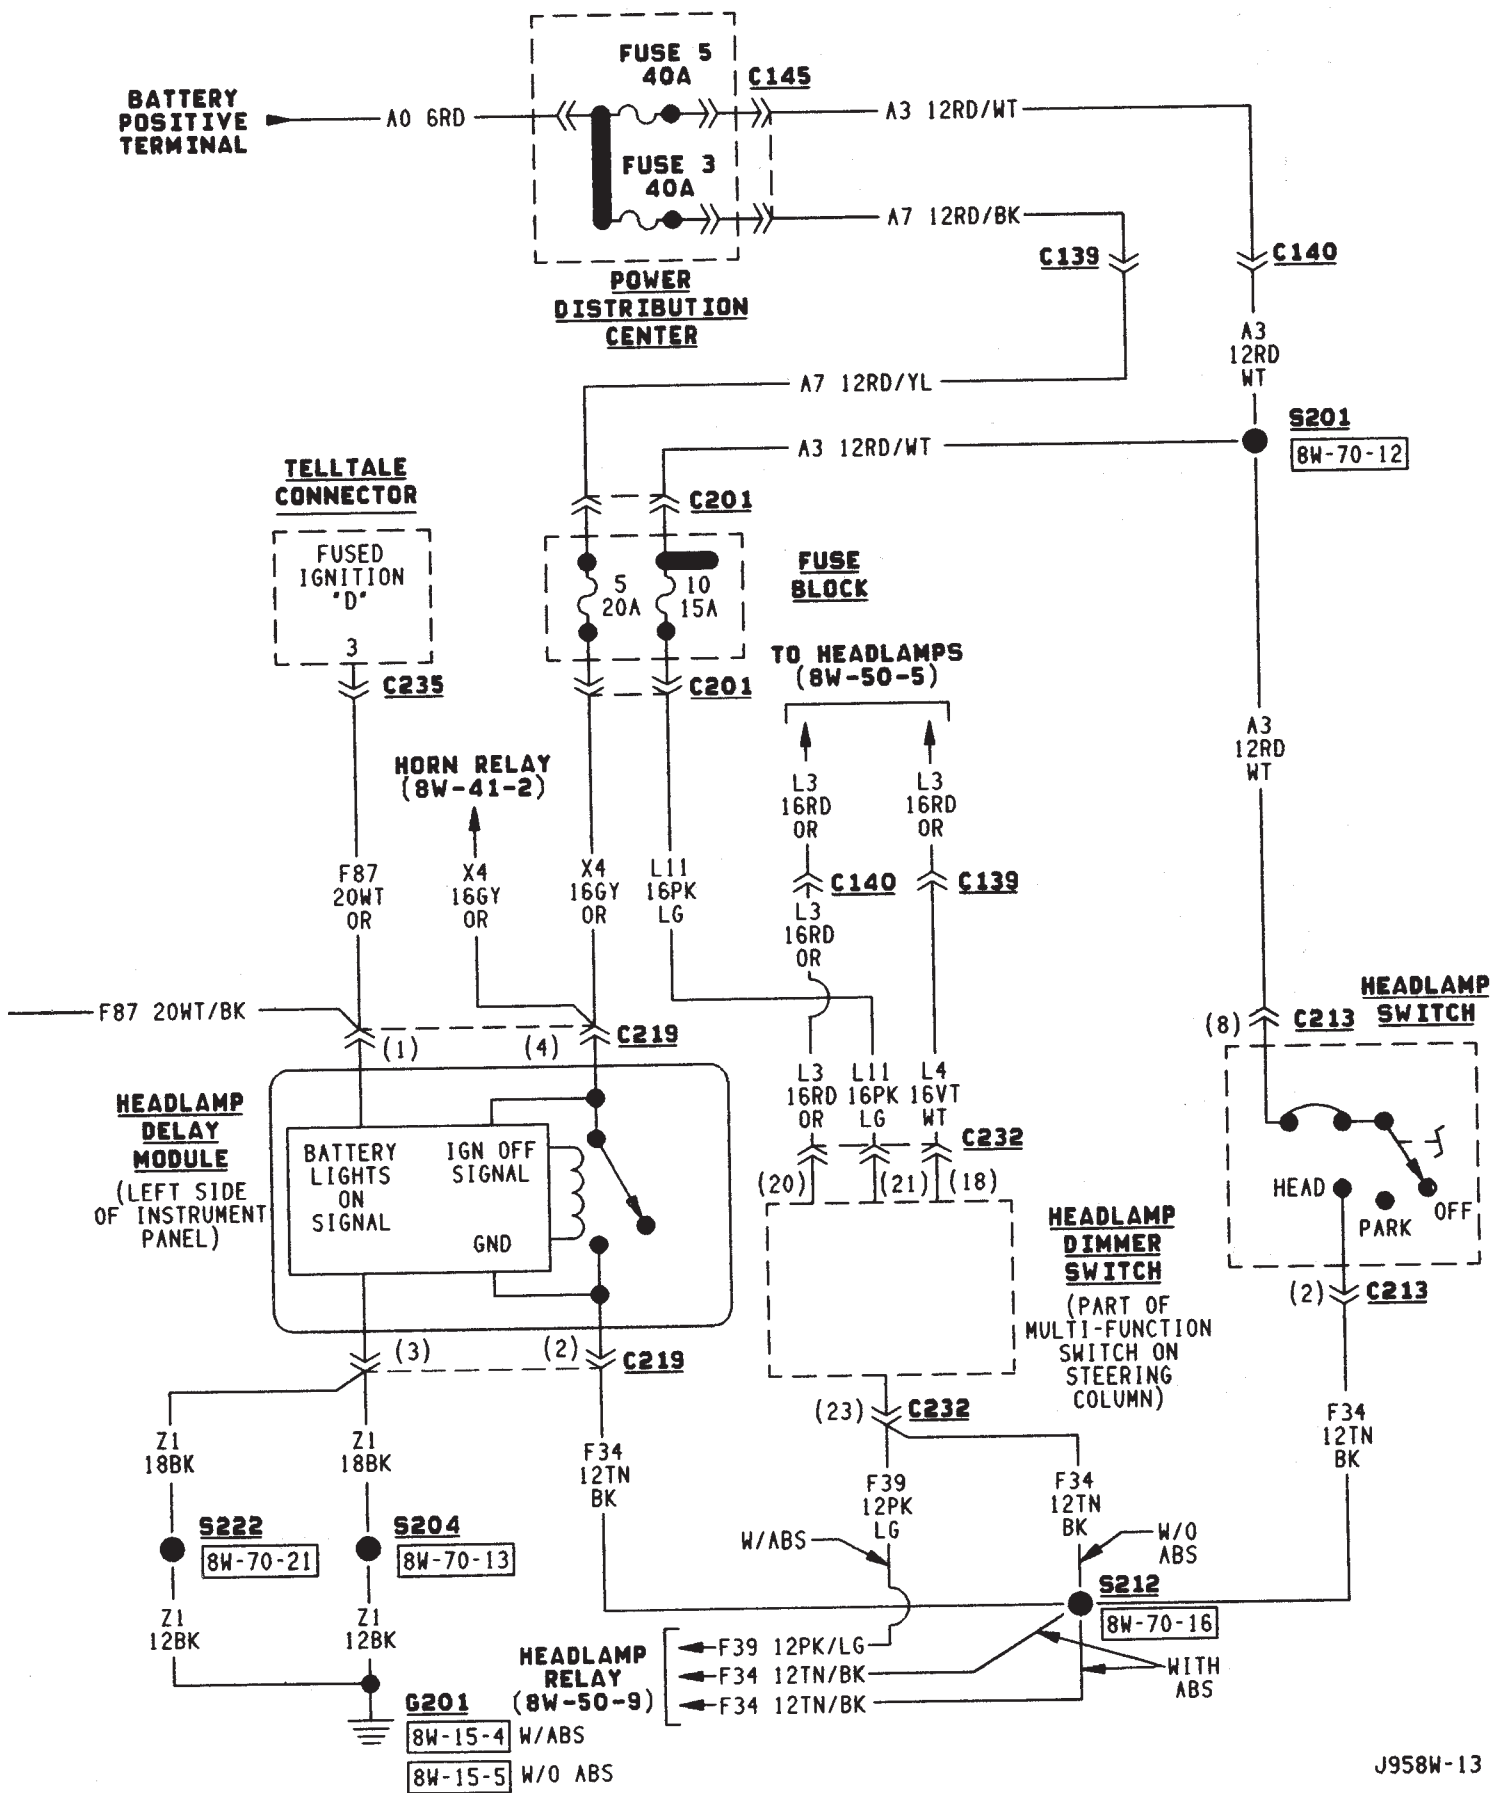 FUSE 5
40A
C145
BATTERY
POSITIVE
TERMINAL
A0 6RD
A3 12RD/WT
FUSE 3
40A
A7 12RD/BK
C139
C140
POWER
DISTRIBUTION
CENTER
A3
12RD
WT
A7 12RD/YL
S201
8W-70-12
A3 12RD/WT
TELLTALE
CONNECTOR
C201
FUSED
IGNITION
"D"
3
5
20A
10
15A
FUSE
BLOCK
C235
C201
TO HEADLAMPS
(8W-50-5)
A3
12RD
WT
HORN RELAY
(8W-41-2)
L3
16RD
OR
L3
16RD
OR
F87
20WT
OR
X4
16GY
OR
X4
16GY
OR
L11
16PK
LG
C140
C139
L3
16RD
OR
F87 20WT/BK
(1)
(4)
C219
HEADLAMP
SWITCH
(8)
C213
L3
16RD
OR
L11
16PK
LG
L4
16VT
WT
C232
(20)
(21)
(18)
HEADLAMP
DELAY
MODULE
(LEFT SIDE
OF INSTRUMENT
PANEL)
BATTERY
LIGHTS
ON
SIGNAL
IGN OFF
SIGNAL
GND
HEAD
PARK
OFF
HEADLAMP
DIMMER
SWITCH
(PART OF
MULTI-FUNCTION
SWITCH ON
STEERING
COLUMN)
(2)
C213
(3)
(2)
C219
(23)
C232
Z1
18BK
Z1
18BK
F34
12TN
BK
F39
12PK
LG
F34
12TN
BK
F34
12TN
BK
W/ABS
W/O
ABS
S222
8W-70-21
S204
8W-70-13
S212
8W-70-16
Z1
12BK
Z1
12BK
HEADLAMP
RELAY
(8W-50-9)
F39 12PK/LG
F34 12TN/BK
F34 12TN/BK
WITH
ABS
G201
8W-15-4 W/ABS
8W-15-5 W/O ABS
J958W-13